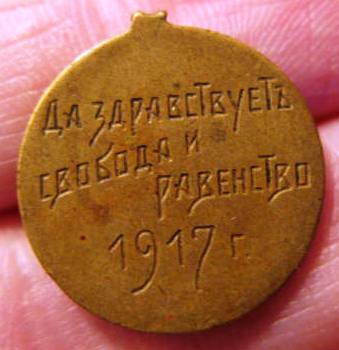 Да здравствуетъ
свобода и
равенство
1917 г.